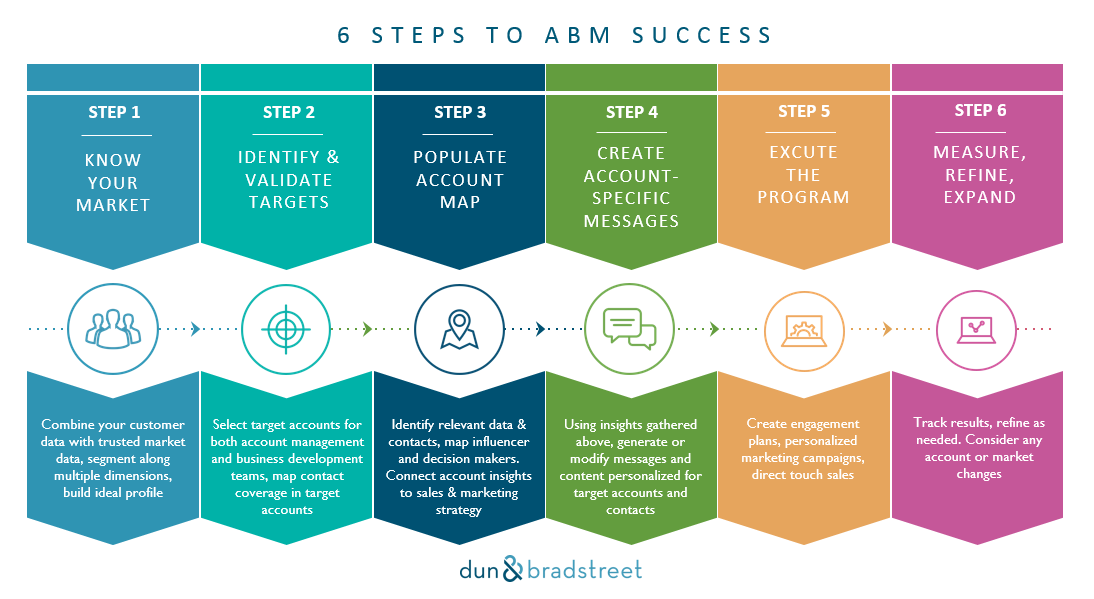 6 STEPS TO ABM SUCCESS
STEP 1
KNOW
YOUR
MARKET
STEP 2
IDENTIFY &
VALIDATE
TARGETS
STEP 3
POPULATE
ACCOUNT
MAP
STEP 4
CREATE
ACCOUNT-
SPECIFIC
MESSAGES
STEP 5
EXCUTE
THE
PROGRAM
STEP 6
MEASURE,
REFINE,
EXPAND
Combine your customer
data with trusted market
data, segment along
multiple dimensions,
build ideal profile
Select target accounts for
both account management
and business development
teams, map contact
coverage in target
accounts
Identify relevant data &
contacts, map influencer
and decision makers.
Connect account insights
to sales & marketing
strategy
Using insights gathered
above, generate or
modify messages and
content personalized for
target accounts and
contacts
Create engagement
plans, personalized
marketing campaigns,
direct touch sales
Track results, refine as
needed. Consider any
account or market
changes
dun&bradstreet